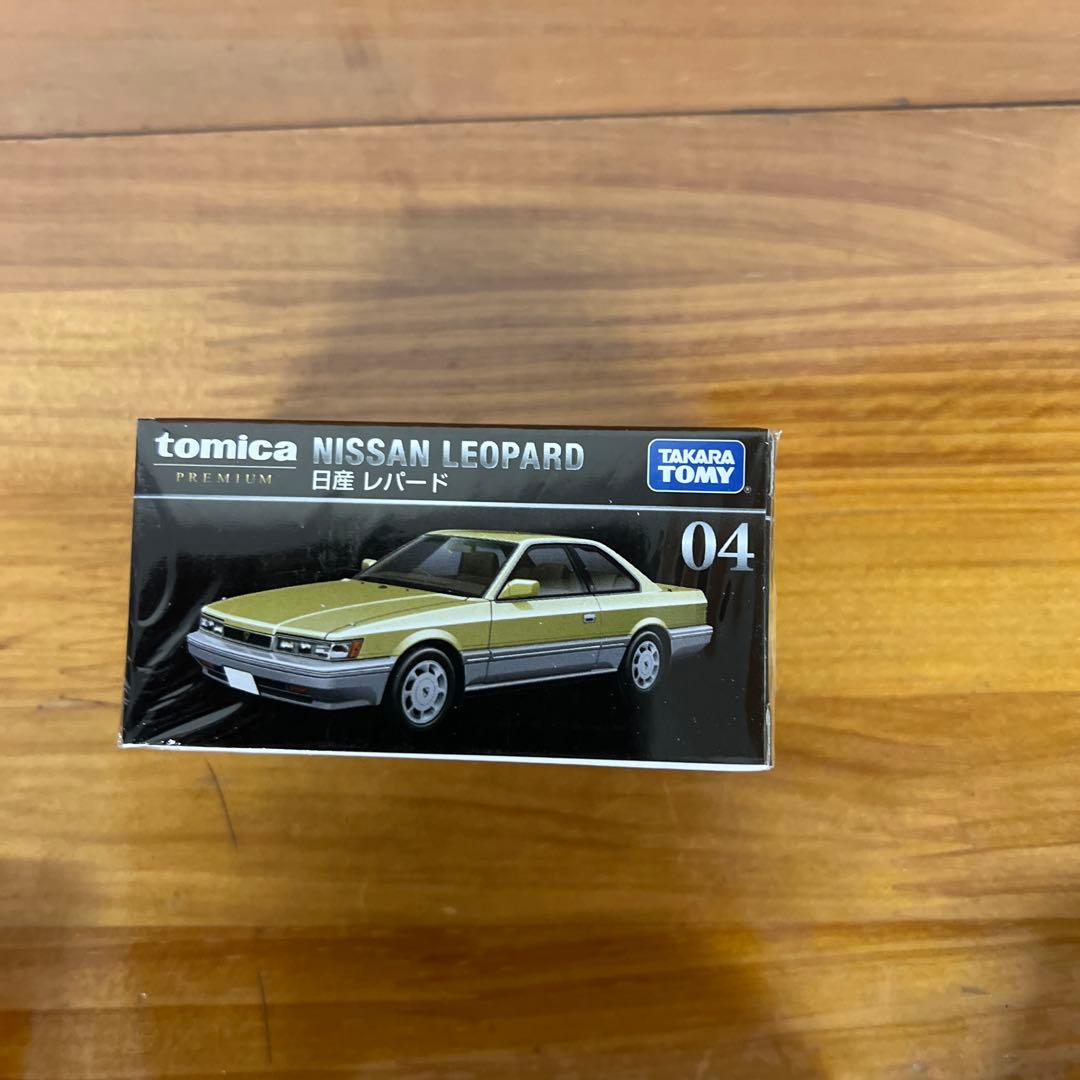 tomica NISSAN LEOPARD
PREMIUM 日産 レパード
TAKARA
TOMY
04